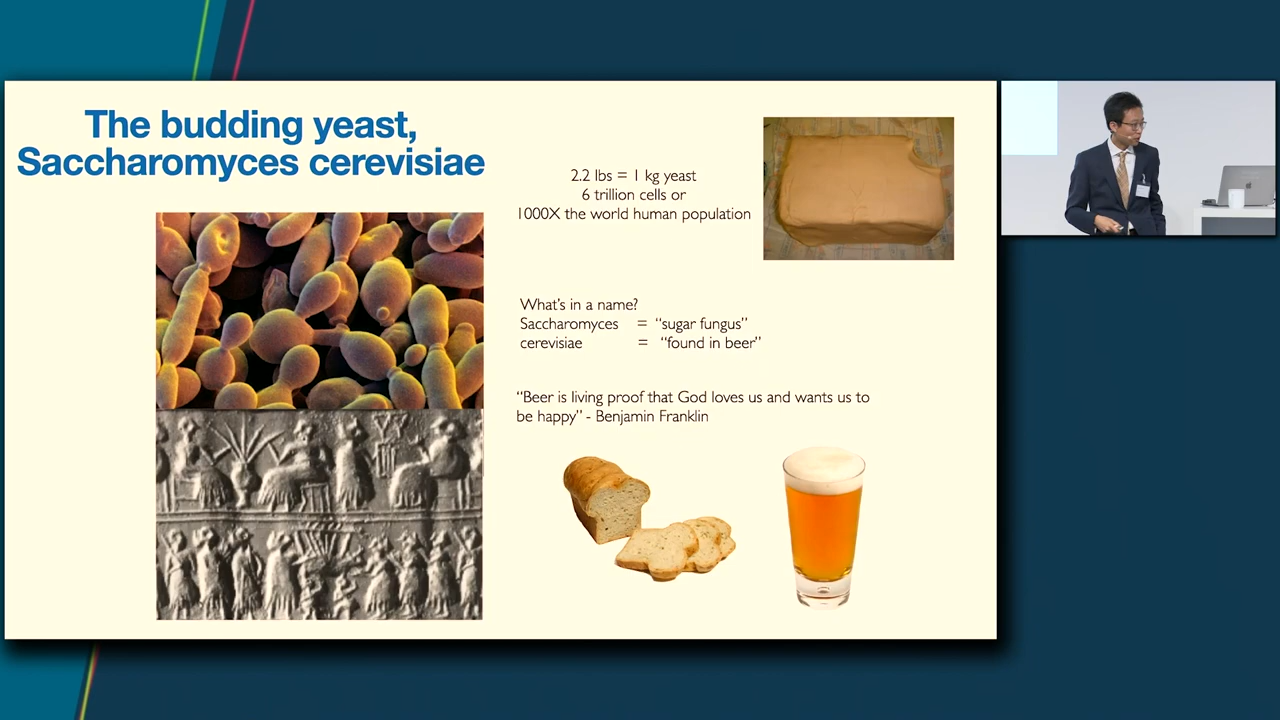 The budding yeast,
Saccharomyces cerevisiae
2.2 lbs = 1 kg yeast
6 trillion cells or
1000X the world human population
What’s in a name?
Saccharomyces = “sugar fungus”
cerevisiae = “found in beer”
“Beer is living proof that God loves us and wants us to
be happy” - Benjamin Franklin